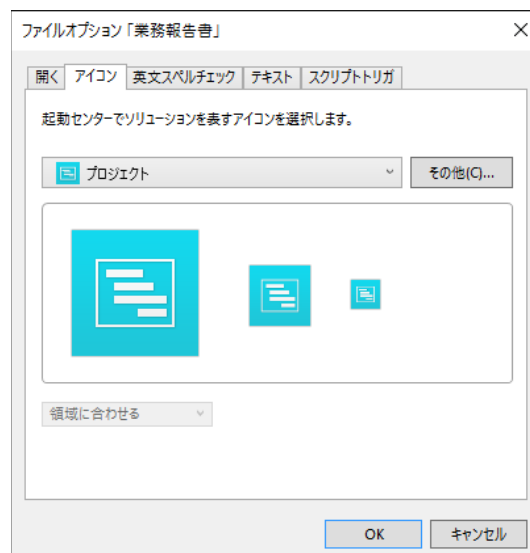 ファイルオプション「業務報告書」
開く アイコン 英文スペルチェック テキスト スクリプトトリガ
起動センターでソリューションを表すアイコンを選択します。
プロジェクト その他(C)...
領域に合わせる
OK キャンセル